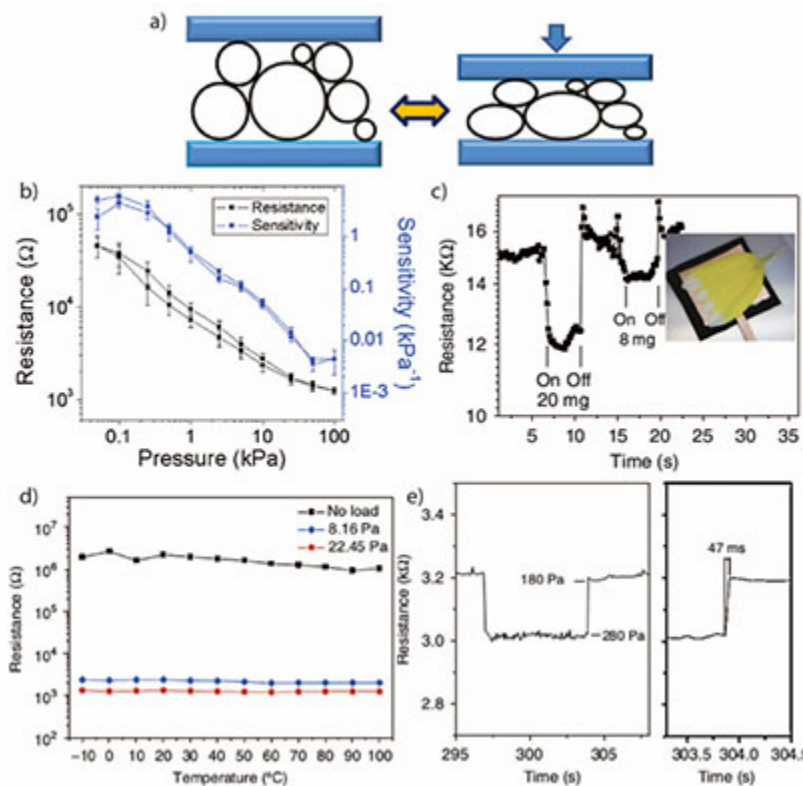 a)
b)
10⁵
10⁴
10³
Resistance (Ω)
Resistance
Sensitivity
1
0.1
0.005
1E-3
Sensitivity (kPa⁻¹)
0.1 1 10 100
Pressure (kPa)
c)
16
14
12
10
Resistance (KΩ)
On Off
20 mg
On Off
8 mg
5 10 15 20 25 30 35
Time (s)
d)
10⁷
10⁶
10⁵
10⁴
10³
10²
Resistance (Ω)
No load
8.16 Pa
22.45 Pa
−10 0 10 20 30 40 50 60 70 80 90 100
Temperature (ºC)
e)
3.4
3.2
3.0
2.8
Resistance (kΩ)
180 Pa
280 Pa
295 300 305
Time (s)
47 ms
303.5 304.0 304.5
Time (s)